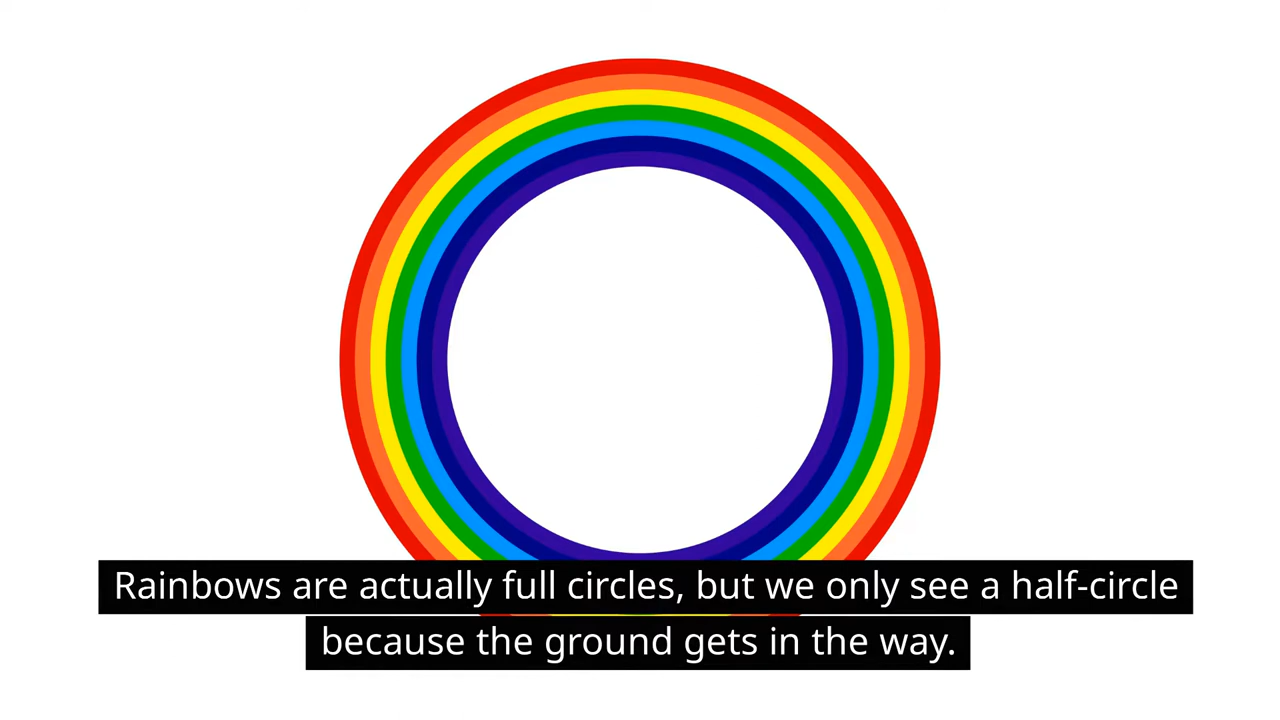 Rainbows are actually full circles, but we only see a half-circle
because the ground gets in the way.